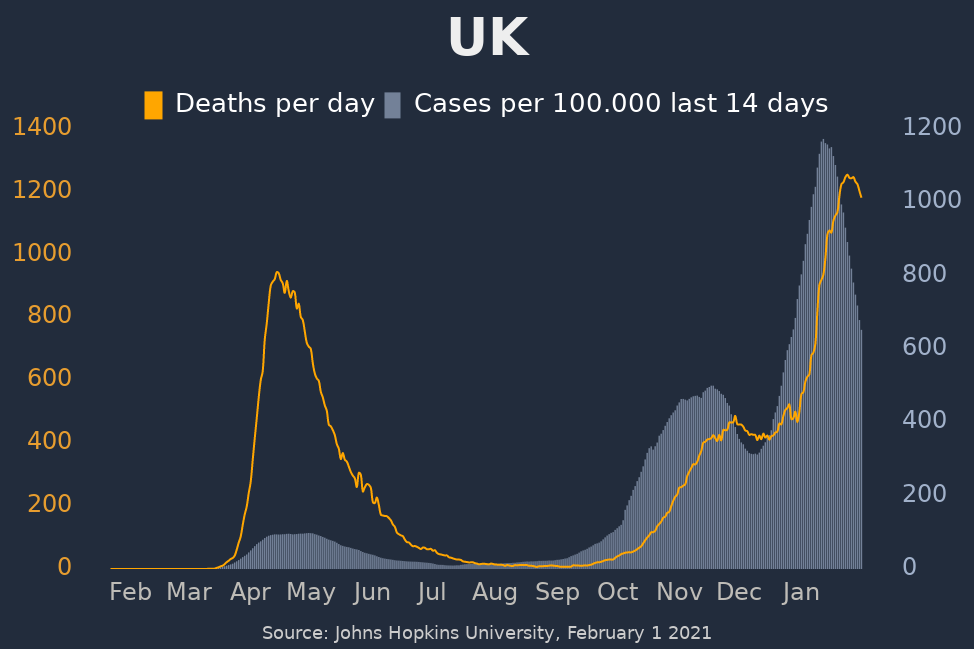 UK
Deaths per day Cases per 100.000 last 14 days
1400 1200
1200 1000
1000 800
800 600
600 400
400 200
200 0
0
Feb Mar Apr May Jun Jul Aug Sep Oct Nov Dec Jan
Source: Johns Hopkins University, February 1 2021